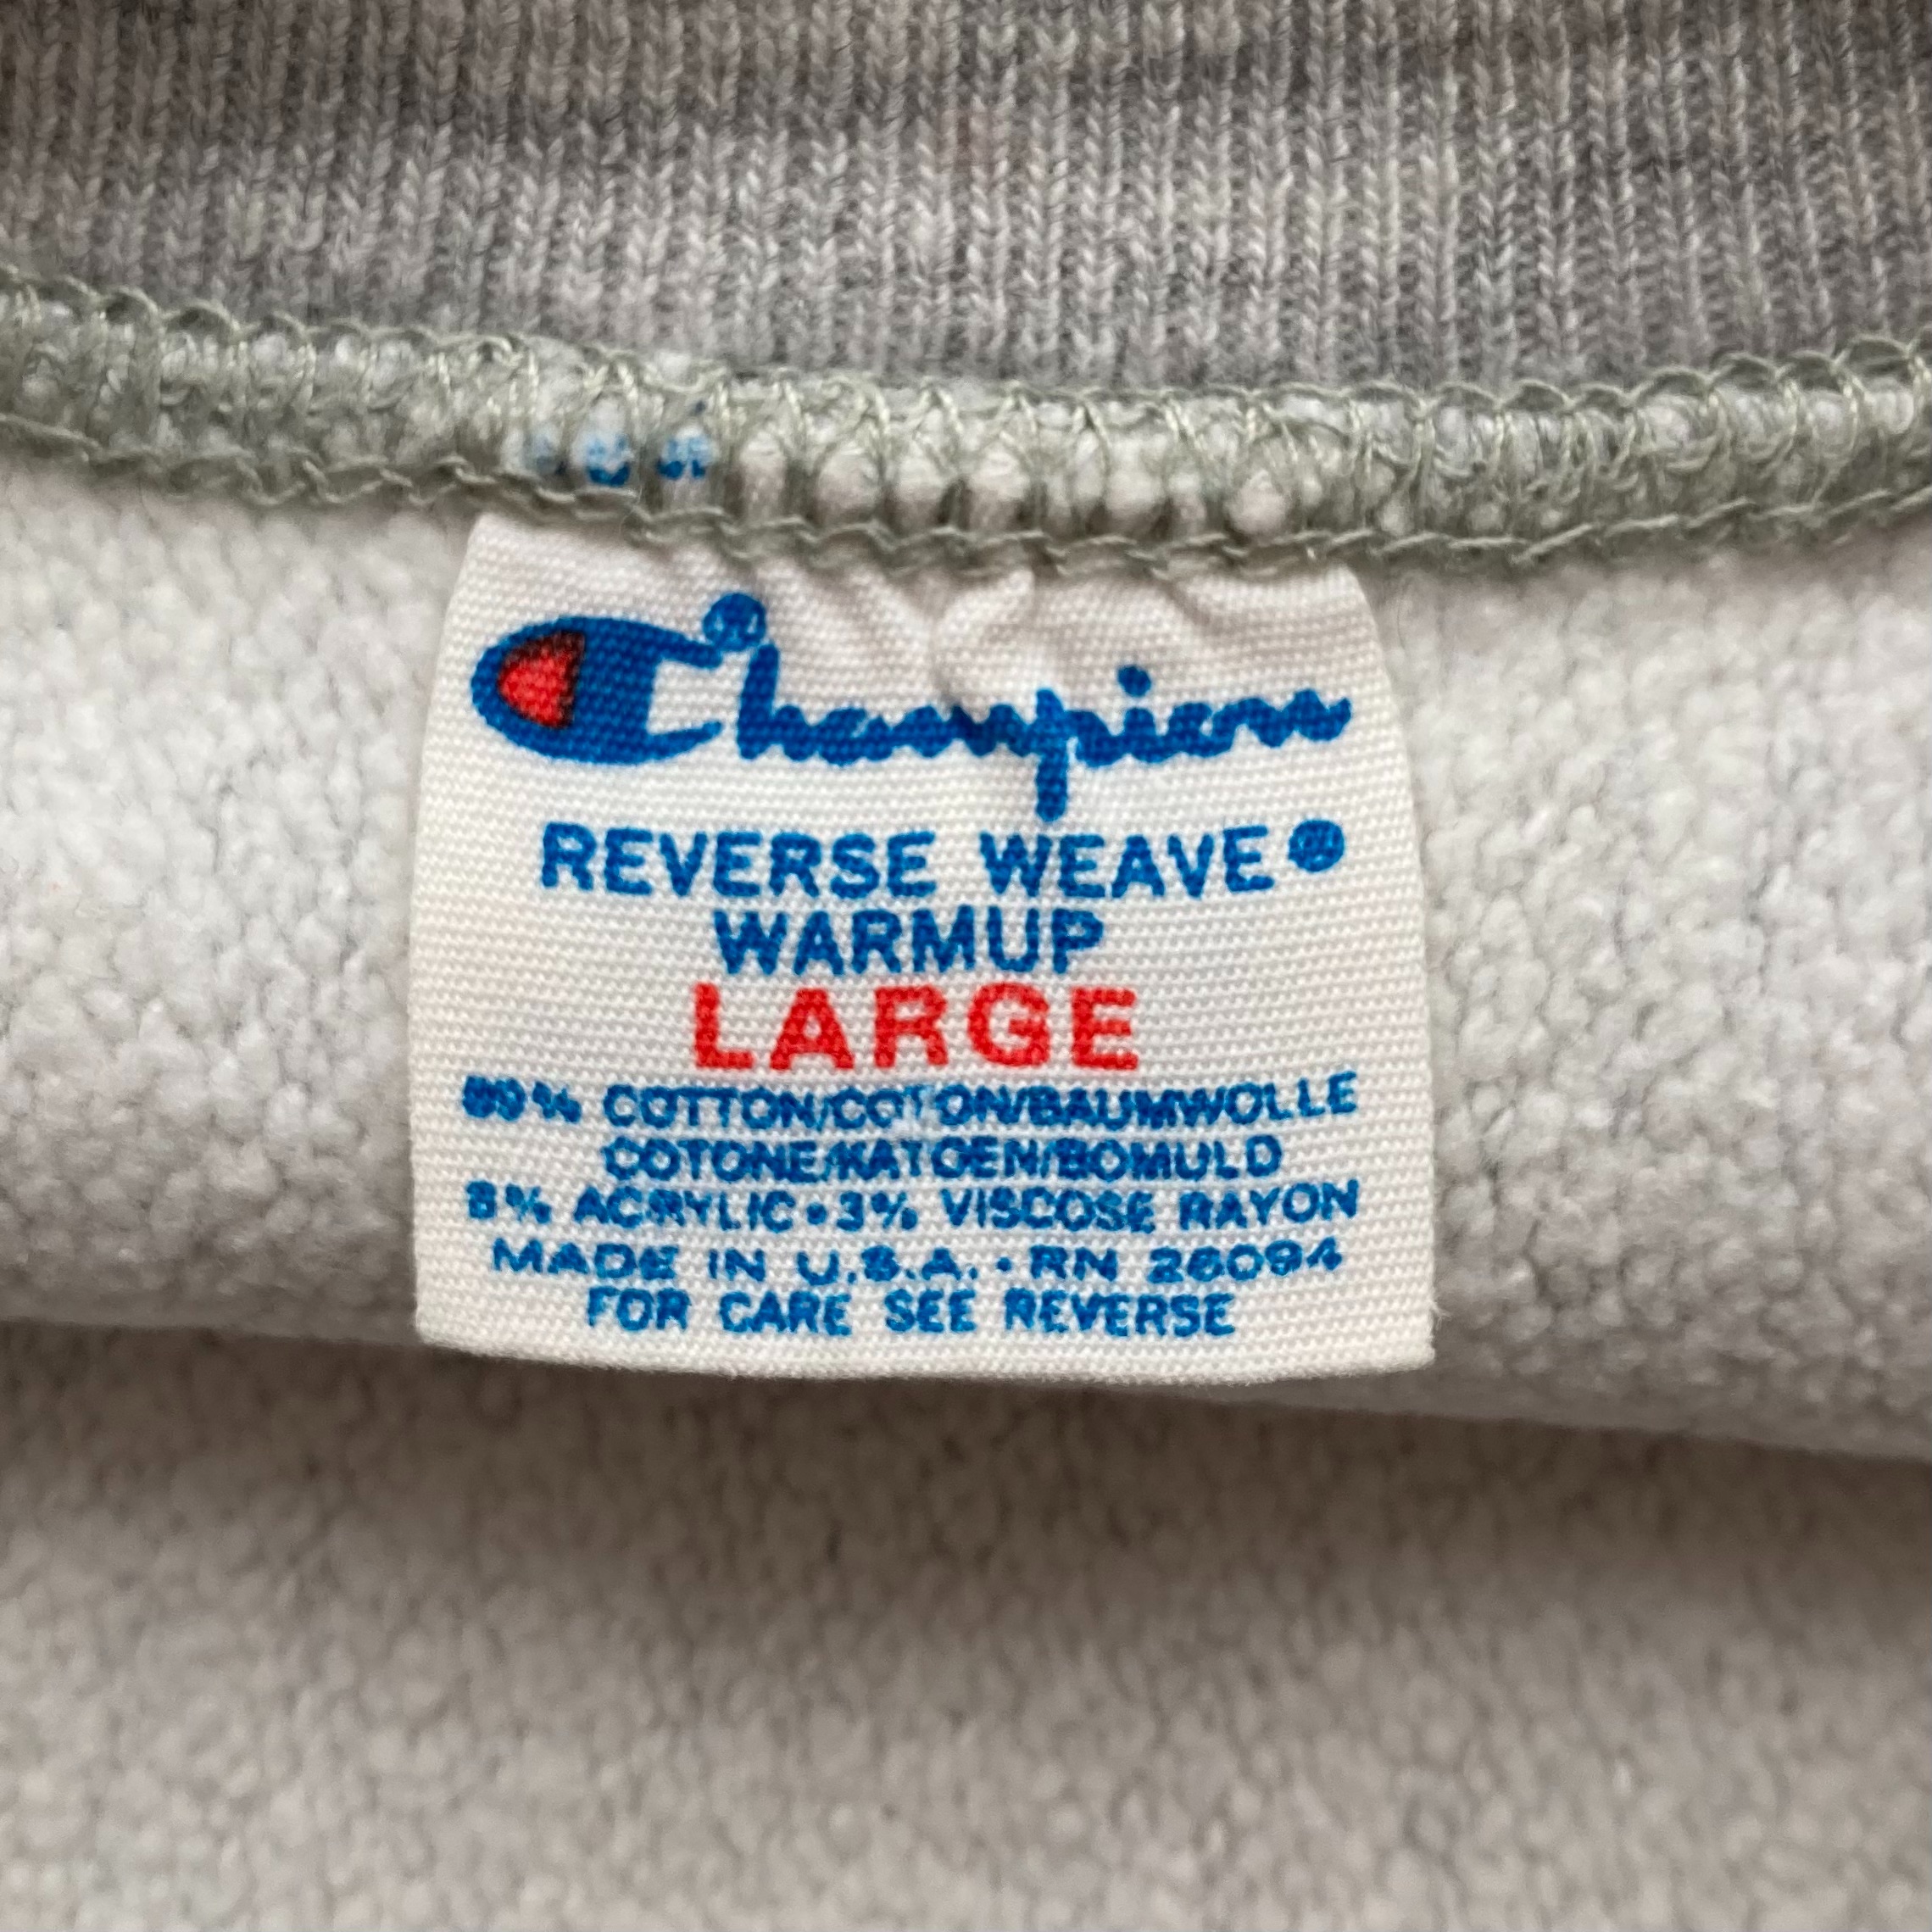 Champion
REVERSE WEAVE®
WARMUP
LARGE
89% COTTON/COTON/BAUMWOLLE
COTONE/KATOEN/BOMULD
8% ACRYLIC • 3% VISCOSE RAYON
MADE IN U.S.A. • RN 26094
FOR CARE SEE REVERSE